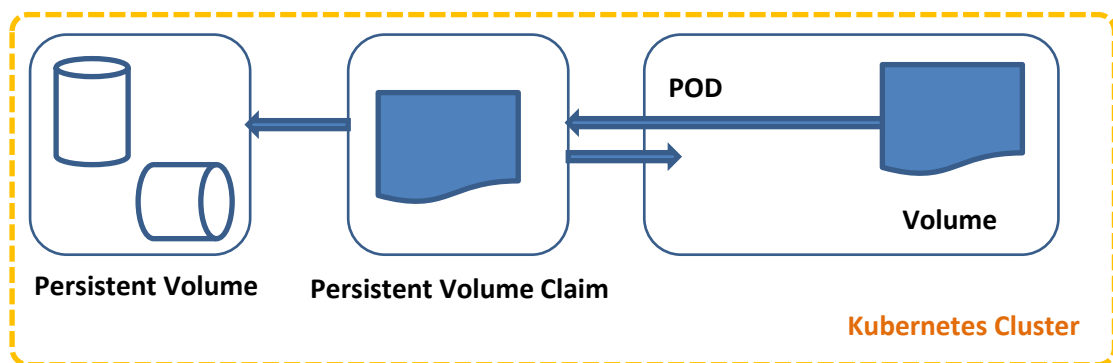 POD
Volume
Persistent Volume
Persistent Volume Claim
Kubernetes Cluster